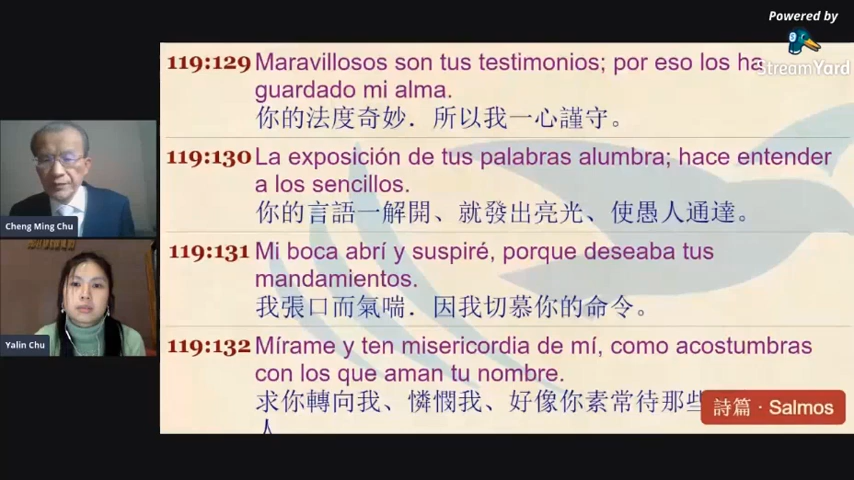 Powered by
StreamYard
119:129 Maravillosos son tus testimonios; por eso los ha
guardado mi alma.
你的法度奇妙．所以我一心謹守。
119:130 La exposición de tus palabras alumbra; hace entender
a los sencillos.
你的言語一解開、就發出亮光、使愚人通達。
Cheng Ming Chu
119:131 Mi boca abrí y suspiré, porque deseaba tus
mandamientos.
我張口而氣喘．因我切慕你的命令。
Yalin Chu
119:132 Mírame y ten misericordia de mí, como acostumbras
con los que aman tu nombre.
求你轉向我、憐憫我、好像你素常待那些
人
詩篇 · Salmos